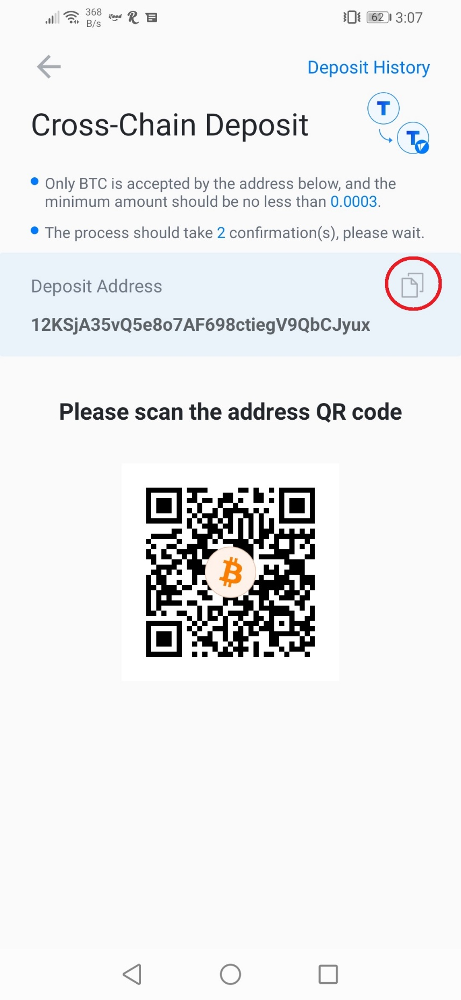 368
B/s
ifood
62
3:07
Deposit History
Cross-Chain Deposit
T
T
Only BTC is accepted by the address below, and the
minimum amount should be no less than 0.0003.
The process should take 2 confirmation(s), please wait.
Deposit Address
12KSjA35vQ5e8o7AF698ctiegV9QbCJyux
Please scan the address QR code